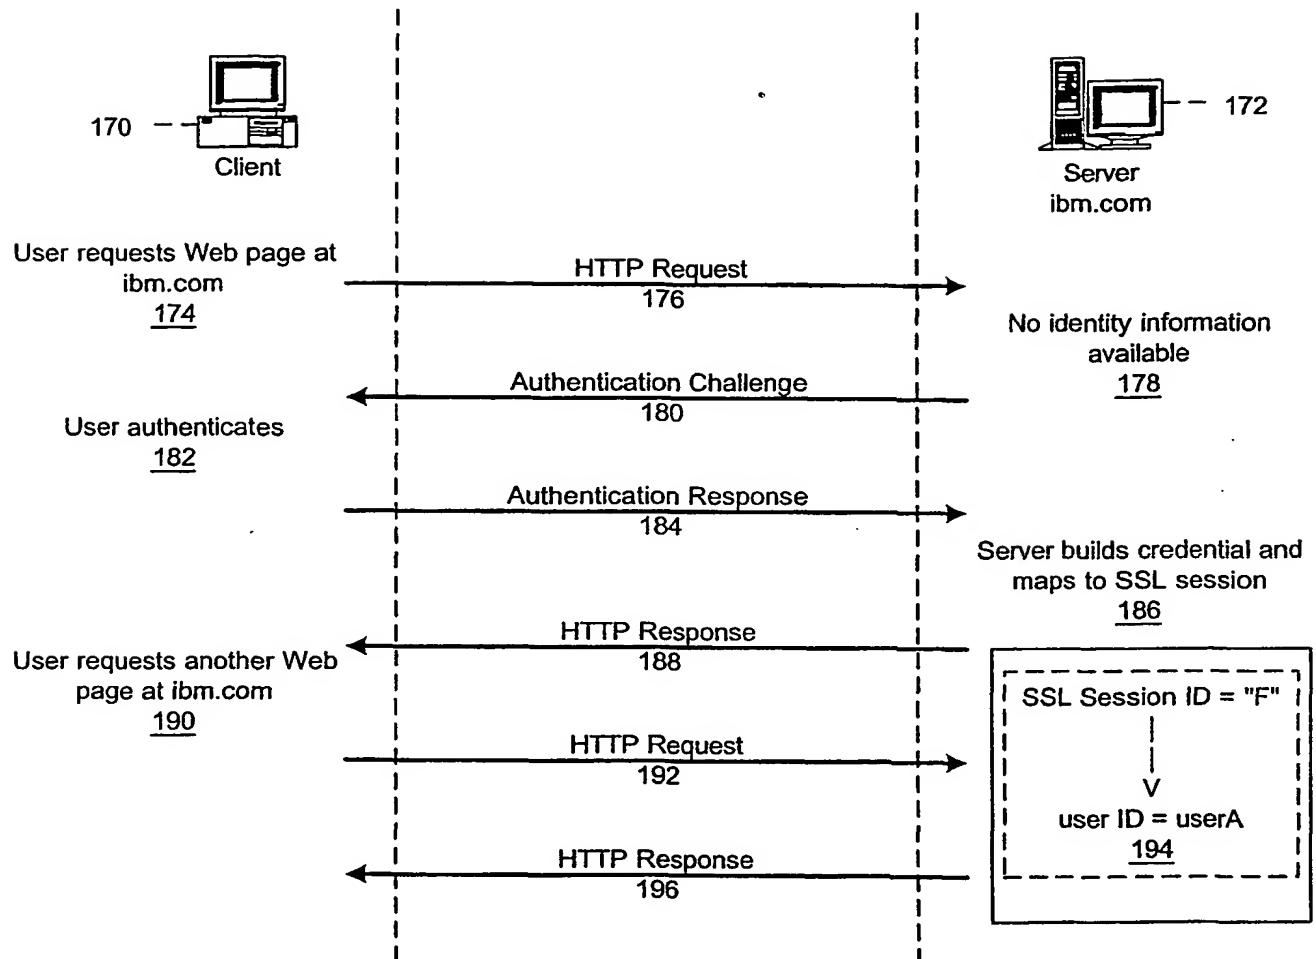 170
Client
172
Server
ibm.com
User requests Web page at
ibm.com
174
HTTP Request
176
No identity information
available
178
Authentication Challenge
180
User authenticates
182
Authentication Response
184
Server builds credential and
maps to SSL session
186
HTTP Response
188
User requests another Web
page at ibm.com
190
SSL Session ID = "F"
HTTP Request
192
V
user ID = userA
194
HTTP Response
196